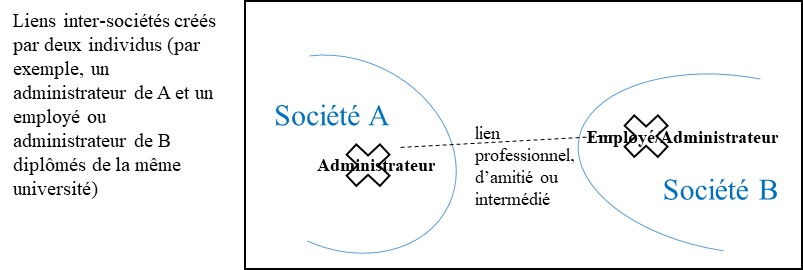 Liens inter-sociétés créés
par deux individus (par
exemple, un
administrateur de A et un
employé ou
administrateur de B
diplômés de la même
université)
Société A
Administrateur
lien
professionnel,
d’amitié ou
intermédié
Employé/Administrateur
Société B